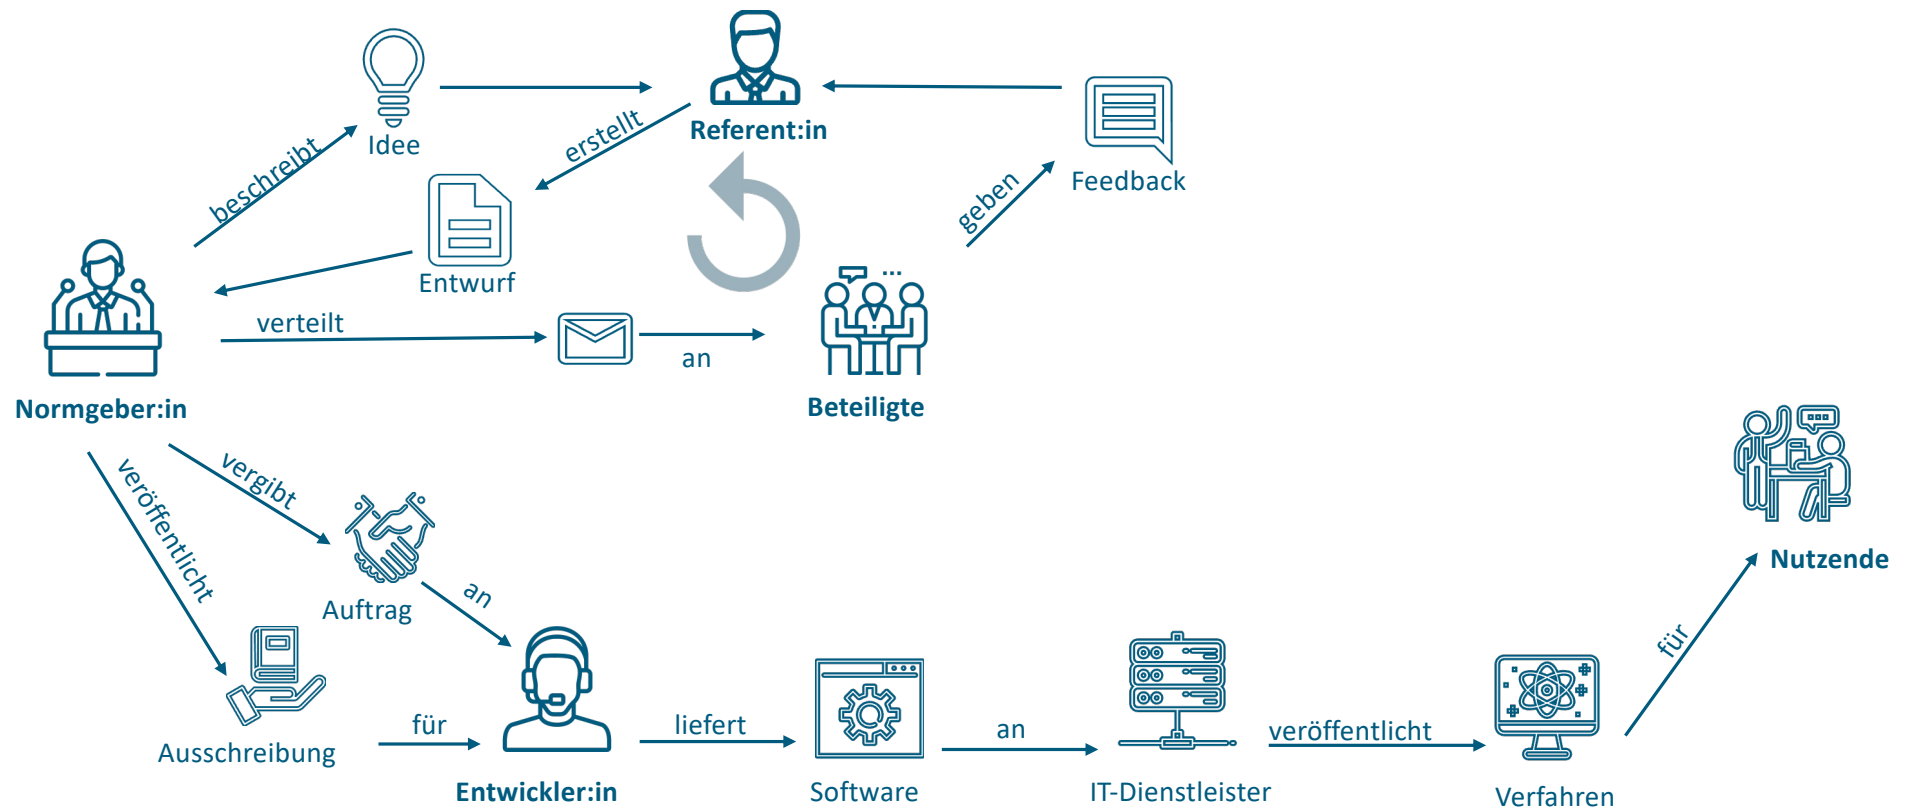 Idee
Referent:in
beschreibt
erstellt
Feedback
geben
Entwurf
...
verteilt
an
Normgeber:in
Beteiligte
veröffentlicht
vergibt
Auftrag
an
Nutzende
Ausschreibung
für
Entwickler:in
liefert
Software
an
IT-Dienstleister
veröffentlicht
Verfahren
für